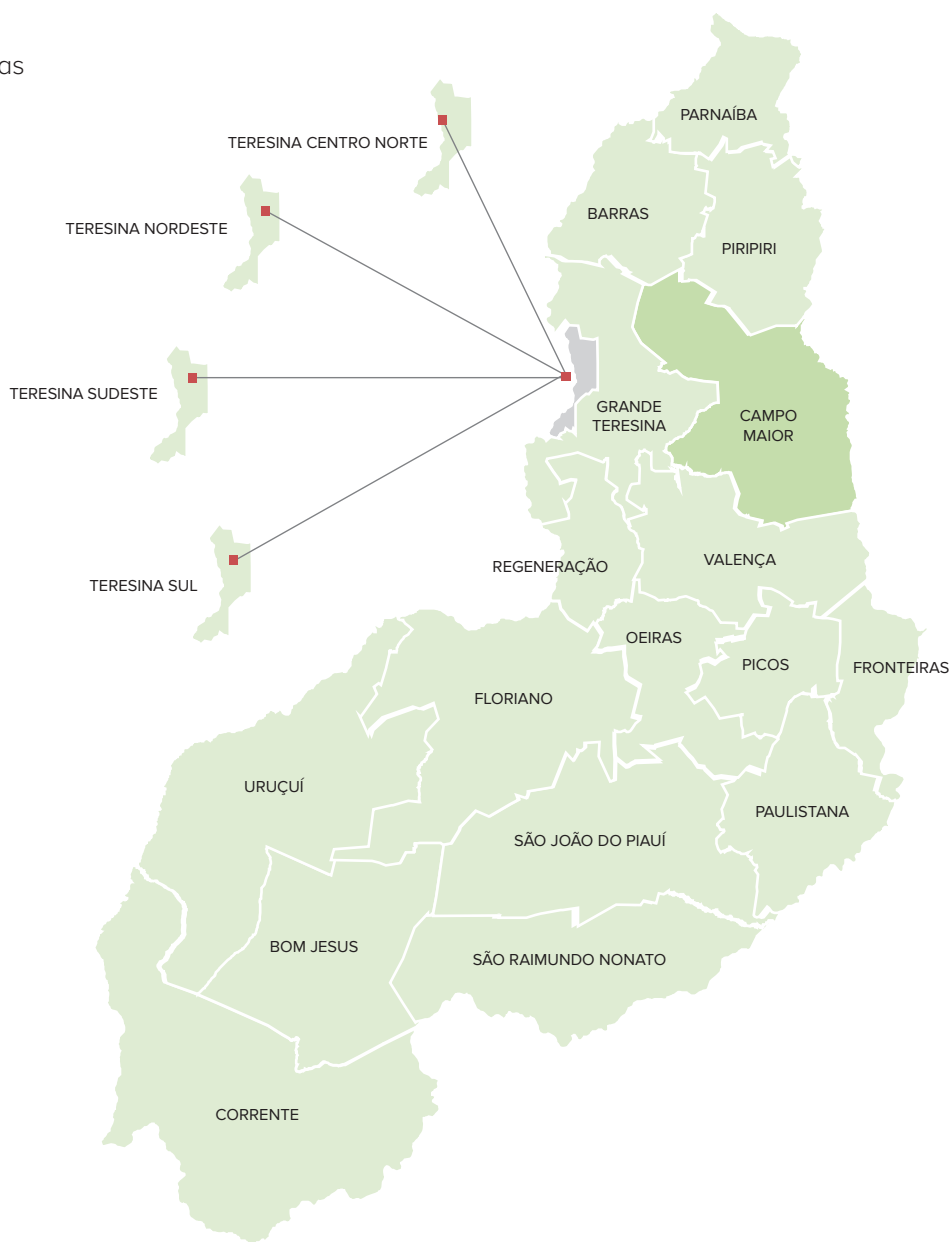 as
PARNAÍBA
TERESINA CENTRO NORTE
BARRAS
TERESINA NORDESTE
PIRIPIRI
TERESINA SUDESTE
GRANDE
TERESINA
CAMPO
MAIOR
VALENÇA
REGENERAÇÃO
TERESINA SUL
OEIRAS
PICOS
FRONTEIRAS
FLORIANO
URUÇUÍ
PAULISTANA
SÃO JOÃO DO PIAUÍ
BOM JESUS
SÃO RAIMUNDO NONATO
CORRENTE